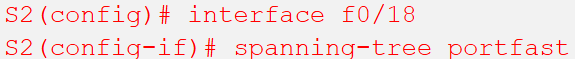 S2(config)# interface f0/18
S2(config-if)# spanning-tree portfast